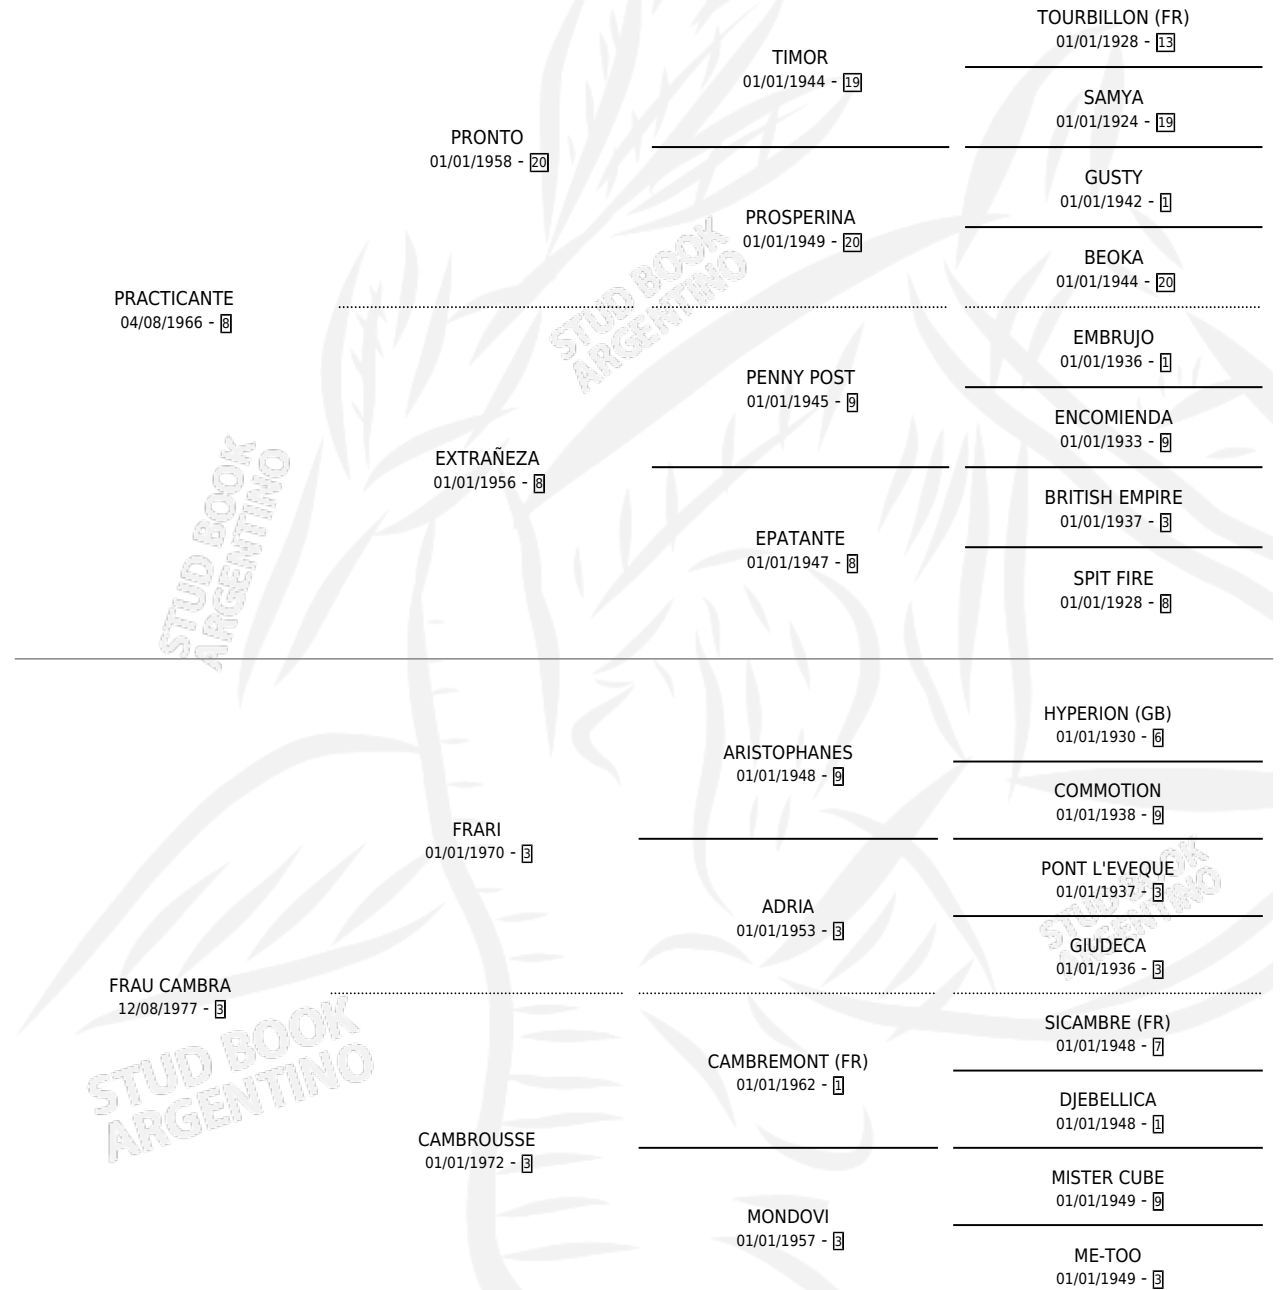 TOURBILLON (FR)
01/01/1928 - 13
TIMOR
01/01/1944 - 19
SAMYA
01/01/1924 - 19
PRONTO
01/01/1958 - 20
GUSTY
01/01/1942 - 1
PROSPERINA
01/01/1949 - 20
BEOKA
01/01/1944 - 20
PRACTICANTE
04/08/1966 - 8
EMBRUJO
01/01/1936 - 1
PENNY POST
01/01/1945 - 9
ENCOMIENDA
01/01/1933 - 9
EXTRAÑEZA
01/01/1956 - 8
BRITISH EMPIRE
01/01/1937 - 3
EPATANTE
01/01/1947 - 8
SPIT FIRE
01/01/1928 - 8
HYPERION (GB)
01/01/1930 - 6
ARISTOPHANES
01/01/1948 - 9
COMMOTION
01/01/1938 - 9
FRARI
01/01/1970 - 3
PONT L'EVEQUE
01/01/1937 - 3
ADRIA
01/01/1953 - 3
GIUDECA
01/01/1936 - 3
FRAU CAMBRA
12/08/1977 - 3
SICAMBRE (FR)
01/01/1948 - 7
CAMBREMONT (FR)
01/01/1962 - 1
DJEBELLICA
01/01/1948 - 1
CAMBROUSSE
01/01/1972 - 3
MISTER CUBE
01/01/1949 - 9
MONDOVI
01/01/1957 - 3
ME-TOO
01/01/1949 - 3
STUD BOOK
ARGENTINO
STUD BOOK
ARGENTINO
STUD BOOK
ARGENTINO
STUD BOOK
ARGENTINO